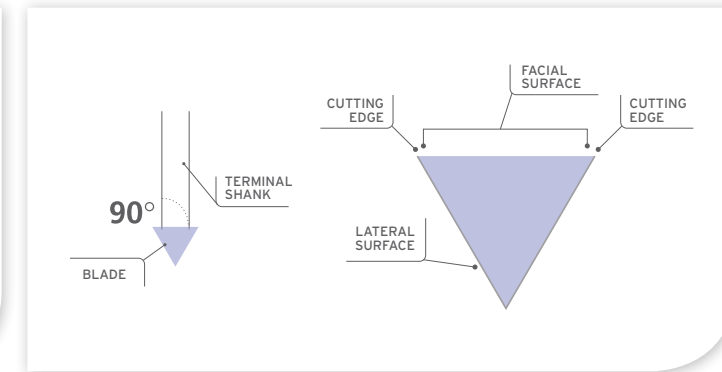 90°
TERMINAL
SHANK
BLADE
FACIAL
SURFACE
CUTTING
EDGE
CUTTING
EDGE
LATERAL
SURFACE